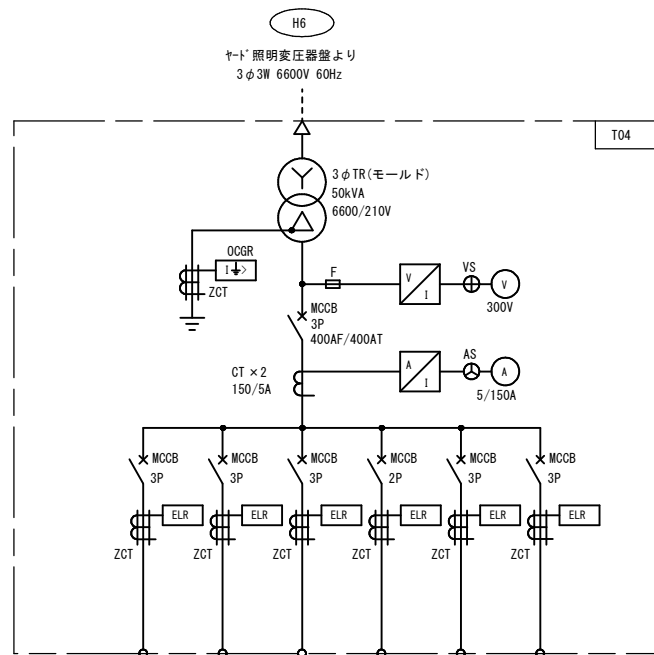 H6
ﾔｰﾄﾞ照明変圧器盤より
3φ3W 6600V 60Hz
T04
3φTR(モールド)
50kVA
6600/210V
OCGR
I >
ZCT
F
V
I
VS
V
300V
MCCB
3P
400AF/400AT
CT ×2
150/5A
A
I
AS
A
5/150A
MCCB
3P
MCCB
3P
MCCB
3P
MCCB
2P
MCCB
3P
MCCB
3P
ELR
ELR
ELR
ELR
ELR
ELR
ZCT
ZCT
ZCT
ZCT
ZCT
ZCT